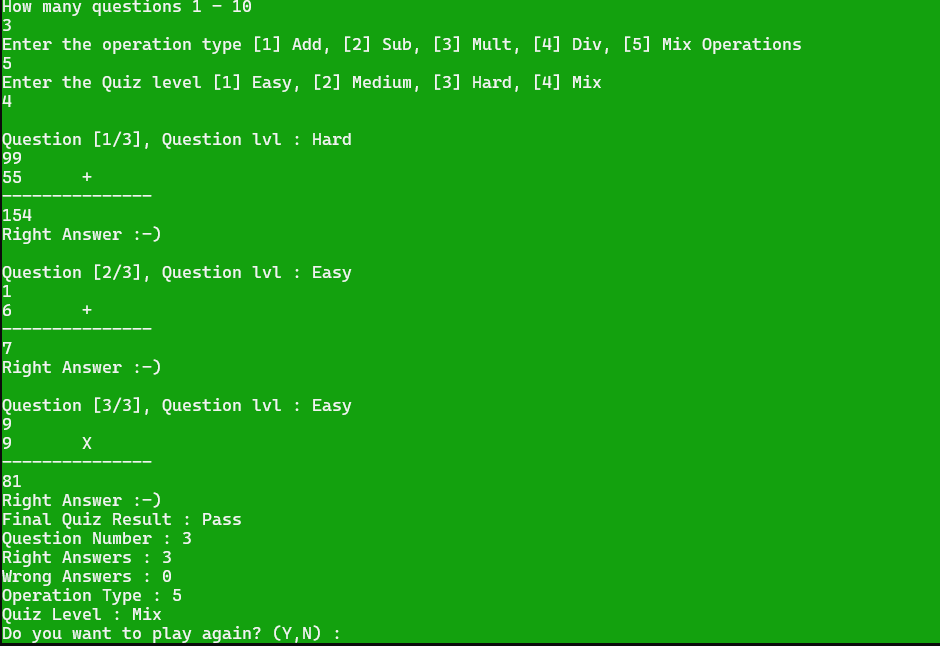 How many questions 1 - 10
3
Enter the operation type [1] Add, [2] Sub, [3] Mult, [4] Div, [5] Mix Operations
5
Enter the Quiz level [1] Easy, [2] Medium, [3] Hard, [4] Mix
4
Question [1/3], Question lvl : Hard
99
55      +
---------------
154
Right Answer :-)
Question [2/3], Question lvl : Easy
1
6       +
---------------
7
Right Answer :-)
Question [3/3], Question lvl : Easy
9
9       X
---------------
81
Right Answer :-)
Final Quiz Result : Pass
Question Number : 3
Right Answers : 3
Wrong Answers : 0
Operation Type : 5
Quiz Level : Mix
Do you want to play again? (Y,N) :